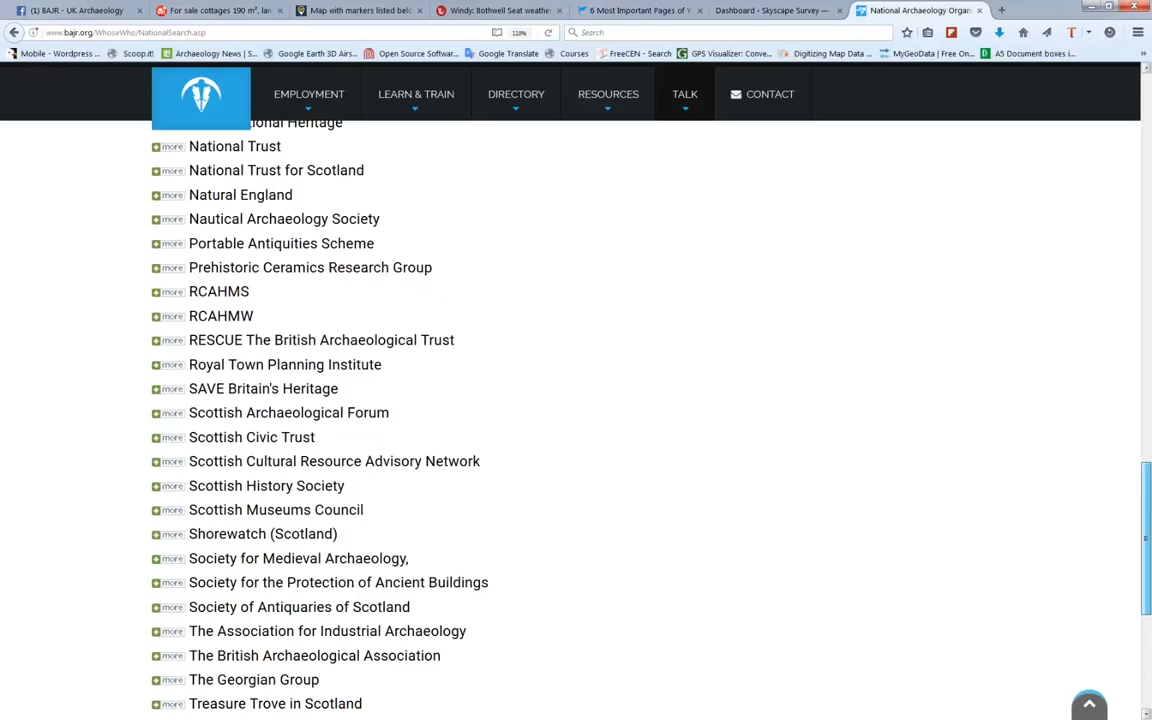 (1) BAJR - UK Archaeology
For sale cottages 190 m², lan
Map with markers listed belo
Windy: Bothwell Seat weathe
6 Most Important Pages of Y
Dashboard ‹ Skyscape Survey —
National Archaeology Organ
www.bajr.org/WhoseWho/NationalSearch.asp
110%
Search
Mobile - Wordpress ...
Scoop.it!
Archaeology News | S...
Google Earth 3D Airs...
Open Source Softwar...
Google Translate
FreeCEN - Search
GPS Visualizer: Conve...
Digitizing Map Data ...
MyGeoData | Free On...
A5 Document boxes i...
EMPLOYMENT
LEARN & TRAIN
DIRECTORY
RESOURCES
TALK
CONTACT
ional Heritage
more National Trust
more National Trust for Scotland
more Natural England
more Nautical Archaeology Society
more Portable Antiquities Scheme
more Prehistoric Ceramics Research Group
more RCAHMS
more RCAHMW
more RESCUE The British Archaeological Trust
more Royal Town Planning Institute
more SAVE Britain's Heritage
more Scottish Archaeological Forum
more Scottish Civic Trust
more Scottish Cultural Resource Advisory Network
more Scottish History Society
more Scottish Museums Council
more Shorewatch (Scotland)
more Society for Medieval Archaeology,
more Society for the Protection of Ancient Buildings
more Society of Antiquaries of Scotland
more The Association for Industrial Archaeology
more The British Archaeological Association
more The Georgian Group
more Treasure Trove in Scotland